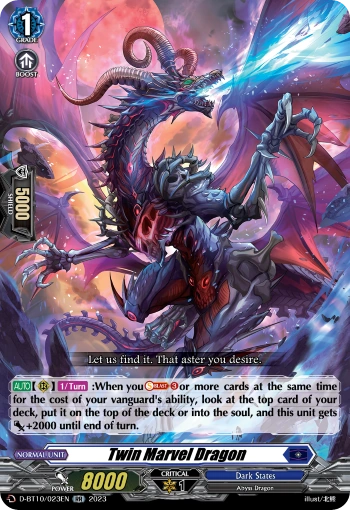 1
GRADE
BOOST
5000
SHIELD
Let us find it. That aster you desire.
AUTO 1/Turn :When you BLAST 3 or more cards at the same time
for the cost of your vanguard's ability, look at the top card of your
deck, put it on the top of the deck or into the soul, and this unit gets
+2000 until end of turn.
NORMAL UNIT
Twin Marvel Dragon
POWER 8000
CRITICAL
1
Dark States
Abyss Dragon
D-BT10/023EN RR 2023
illust/北熊